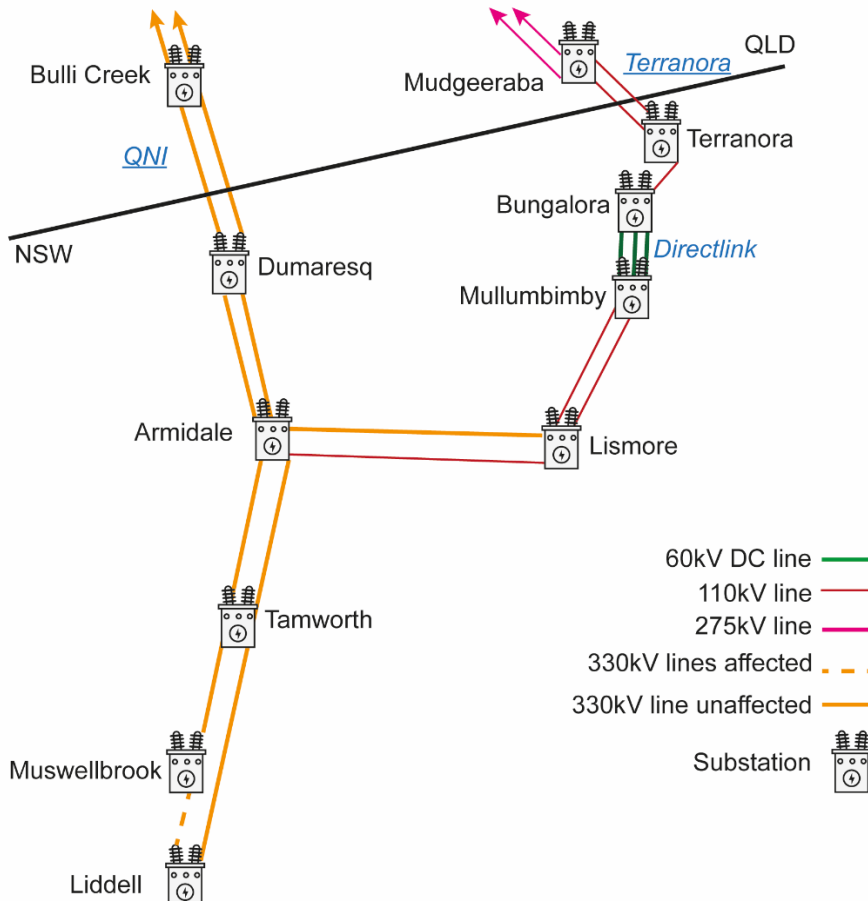 QLD
Bulli Creek
Mudgeeraba
Terranora
QNI
Terranora
Bungalora
NSW
Dumaresq
Directlink
Mullumbimby
Armidale
Lismore
60kV DC line
110kV line
Tamworth
275kV line
330kV lines affected
330kV line unaffected
Muswellbrook
Substation
Liddell